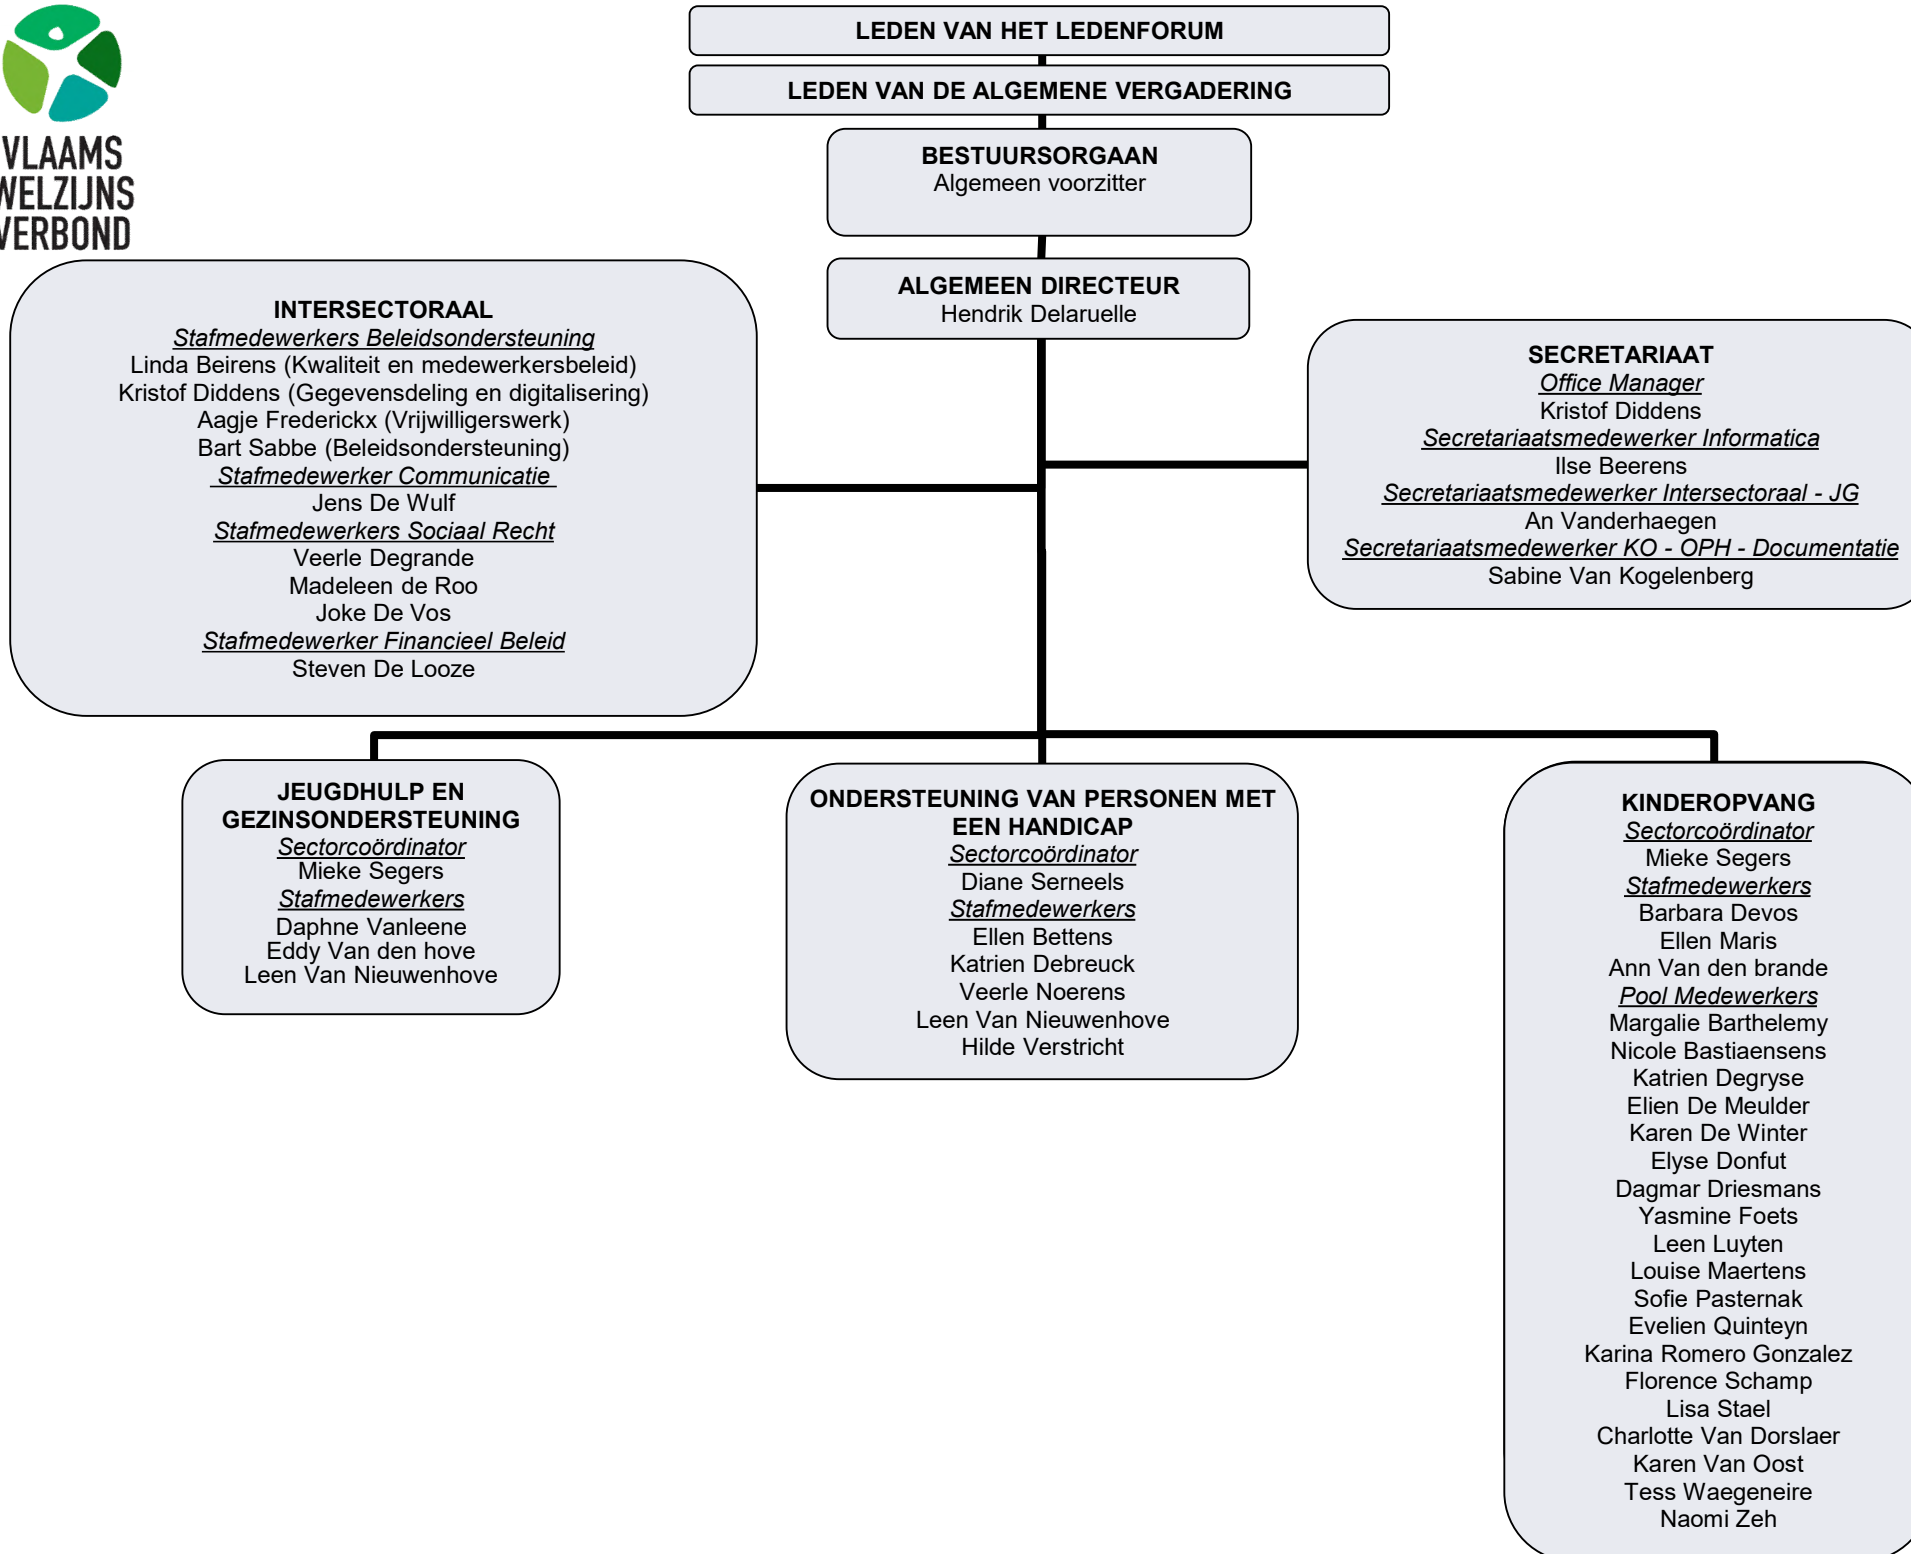 VLAAMS
WELZIJNS
VERBOND
LEDEN VAN HET LEDENFORUM
LEDEN VAN DE ALGEMENE VERGADERING
BESTUURSORGAAN
Algemeen voorzitter
ALGEMEEN DIRECTEUR
Hendrik Delaruelle
INTERSECTORAAL
Stafmedewerkers Beleidsondersteuning
Linda Beirens (Kwaliteit en medewerkersbeleid)
Kristof Diddens (Gegevensdeling en digitalisering)
Aagje Frederickx (Vrijwilligerswerk)
Bart Sabbe (Beleidsondersteuning)
Stafmedewerker Communicatie
Jens De Wulf
Stafmedewerkers Sociaal Recht
Veerle Degrande
Madeleen de Roo
Joke De Vos
Stafmedewerker Financieel Beleid
Steven De Looze
SECRETARIAAT
Office Manager
Kristof Diddens
Secretariaatsmedewerker Informatica
Ilse Beerens
Secretariaatsmedewerker Intersectoraal - JG
An Vanderhaegen
Secretariaatsmedewerker KO - OPH - Documentatie
Sabine Van Kogelenberg
JEUGDHULP EN
GEZINSONDERSTEUNING
Sectorcoördinator
Mieke Segers
Stafmedewerkers
Daphne Vanleene
Eddy Van den hove
Leen Van Nieuwenhove
ONDERSTEUNING VAN PERSONEN MET
EEN HANDICAP
Sectorcoördinator
Diane Serneels
Stafmedewerkers
Ellen Bettens
Katrien Debreuck
Veerle Noerens
Leen Van Nieuwenhove
Hilde Verstricht
KINDEROPVANG
Sectorcoördinator
Mieke Segers
Stafmedewerkers
Barbara Devos
Ellen Maris
Ann Van den brande
Pool Medewerkers
Margalie Barthelemy
Nicole Bastiaensens
Katrien Degryse
Elien De Meulder
Karen De Winter
Elyse Donfut
Dagmar Driesmans
Yasmine Foets
Leen Luyten
Louise Maertens
Sofie Pasternak
Evelien Quinteyn
Karina Romero Gonzalez
Florence Schamp
Lisa Stael
Charlotte Van Dorslaer
Karen Van Oost
Tess Waegeneire
Naomi Zeh